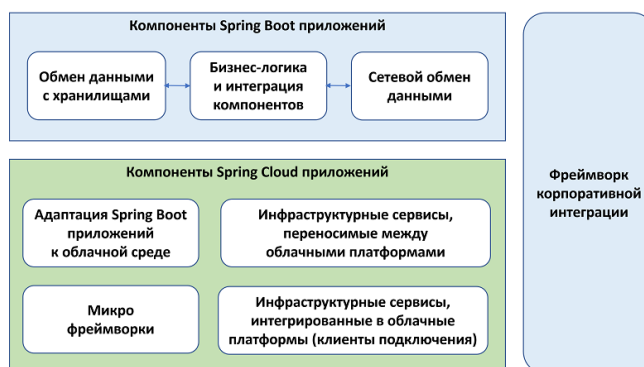 Компоненты Spring Boot приложений
Обмен данными
с хранилищами
Бизнес-логика
и интеграция
компонентов
Сетевой обмен
данными
Компоненты Spring Cloud приложений
Адаптация Spring Boot
приложений
к облачной среде
Инфраструктурные сервисы,
переносимые между
облачными платформами
Микро
фреймворки
Инфраструктурные сервисы,
интегрированные в облачные
платформы (клиенты подключения)
Фреймворк
корпоративной
интеграции